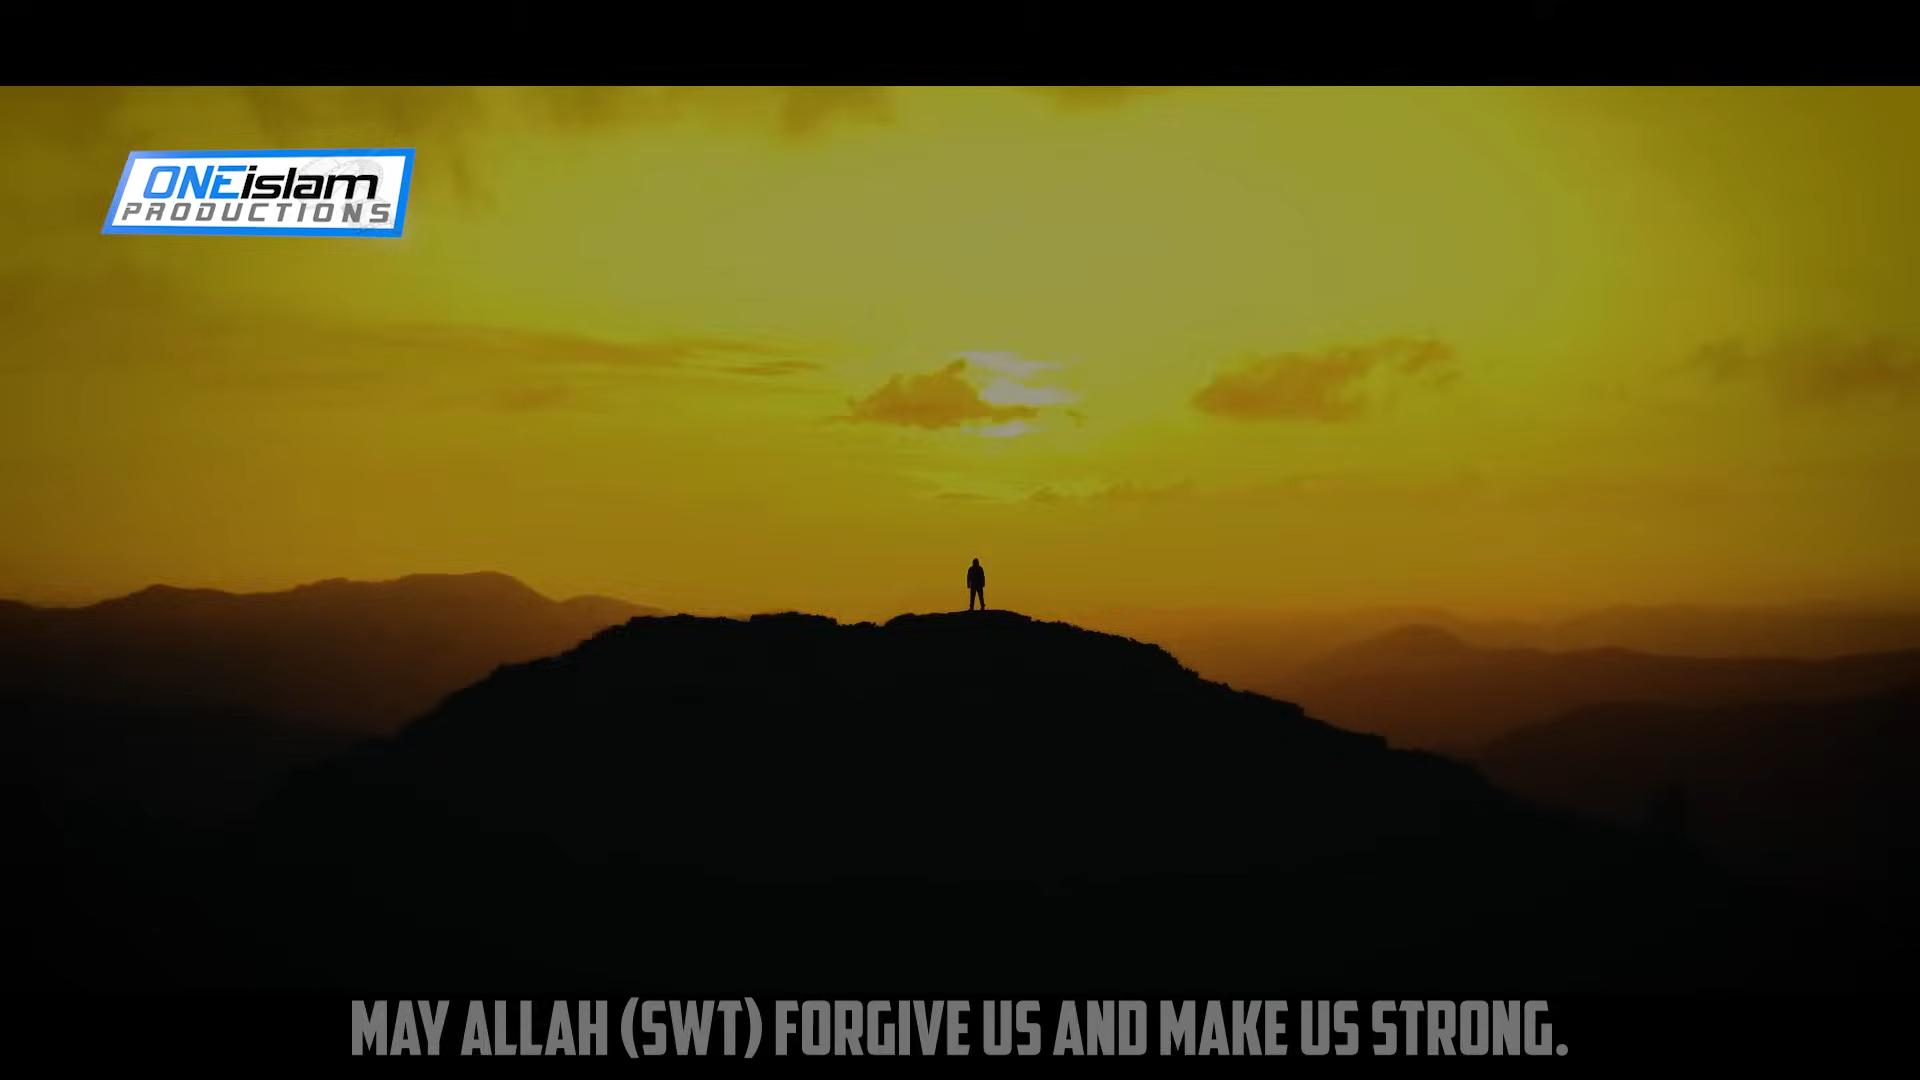 ONEislam
PRODUCTIONS
MAY ALLAH (SWT) FORGIVE US AND MAKE US STRONG.